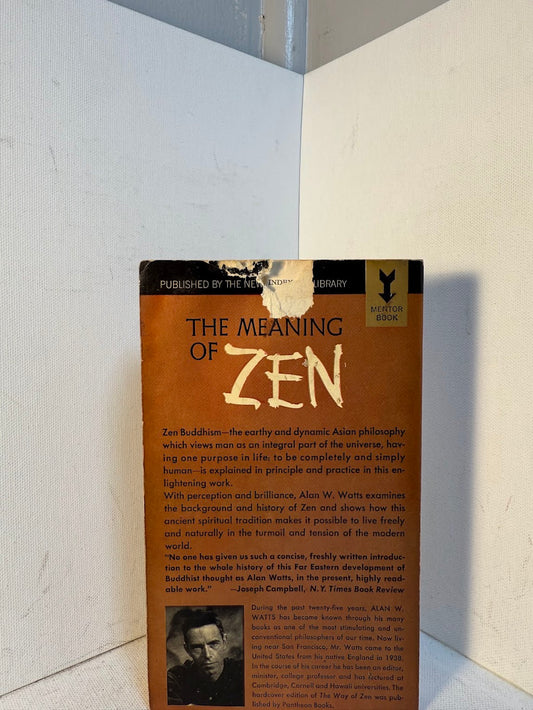 PUBLISHED BY THE NEW INDEX LIBRARY
MENTOR
BOOK
THE MEANING
OF ZEN
Zen Buddhism—the earthy and dynamic Asian philosophy
which views man as an integral part of the universe, hav-
ing one purpose in life: to be completely and simply
human—is explained in principle and practice in this en-
lightening work.
With perception and brilliance, Alan W. Watts examines
the background and history of Zen and shows how this
ancient spiritual tradition makes it possible to live freely
and naturally in the turmoil and tension of the modern
world.
"No one has given us such a concise, freshly written introduc-
tion to the whole history of this Far Eastern development of
Buddhist thought as Alan Watts, in the present, highly read-
able work." —Joseph Campbell, N.Y. Times Book Review
During the past twenty-five years, ALAN W.
WATTS has become known through his many
books as one of the most stimulating and un-
conventional philosophers of our time. Now liv-
ing near San Francisco, Mr. Watts came to the
United States from his native England in 1938.
In the course of his career he has been an editor,
minister, college professor and has lectured at
Cambridge, Cornell and Hawaii universities. The
hardcover edition of The Way of Zen was pub-
lished by Pantheon Books.